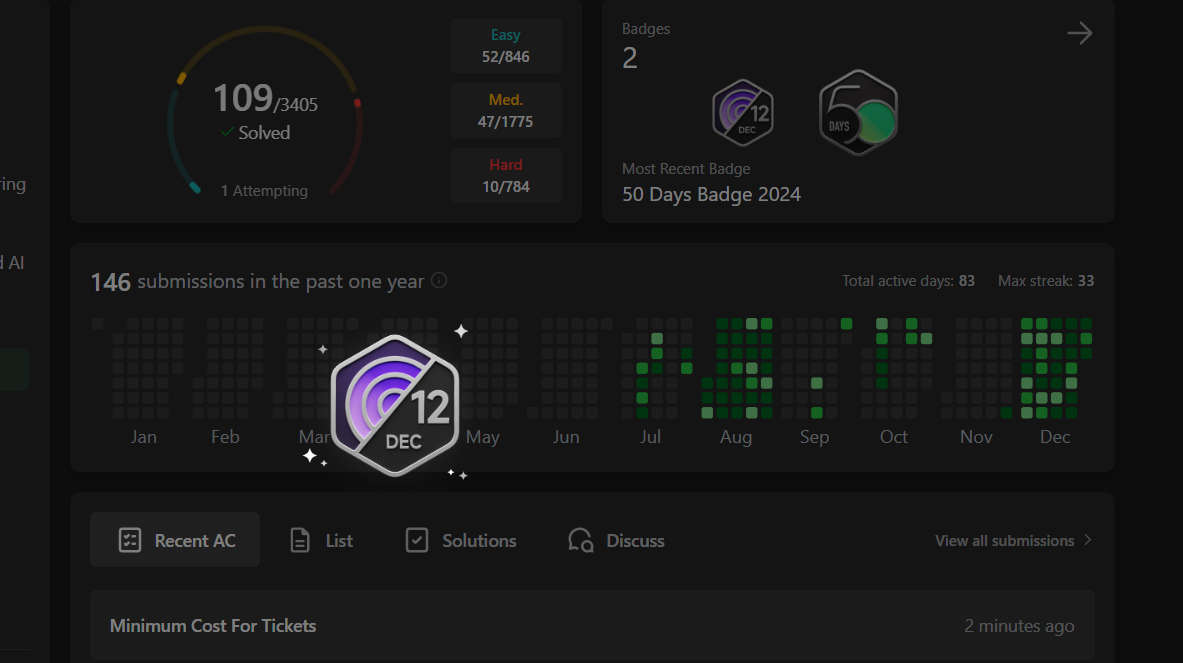 ring
d AI
109/3405
Solved
1 Attempting
Easy
52/846
Med.
47/1775
Hard
10/784
Badges
2
12
DEC
50
DAYS
Most Recent Badge
50 Days Badge 2024
146 submissions in the past one year
Total active days: 83
Max streak: 33
12
DEC
Jan
Feb
Mar
May
Jun
Jul
Aug
Sep
Oct
Nov
Dec
Recent AC
List
Solutions
Discuss
View all submissions
Minimum Cost For Tickets
2 minutes ago